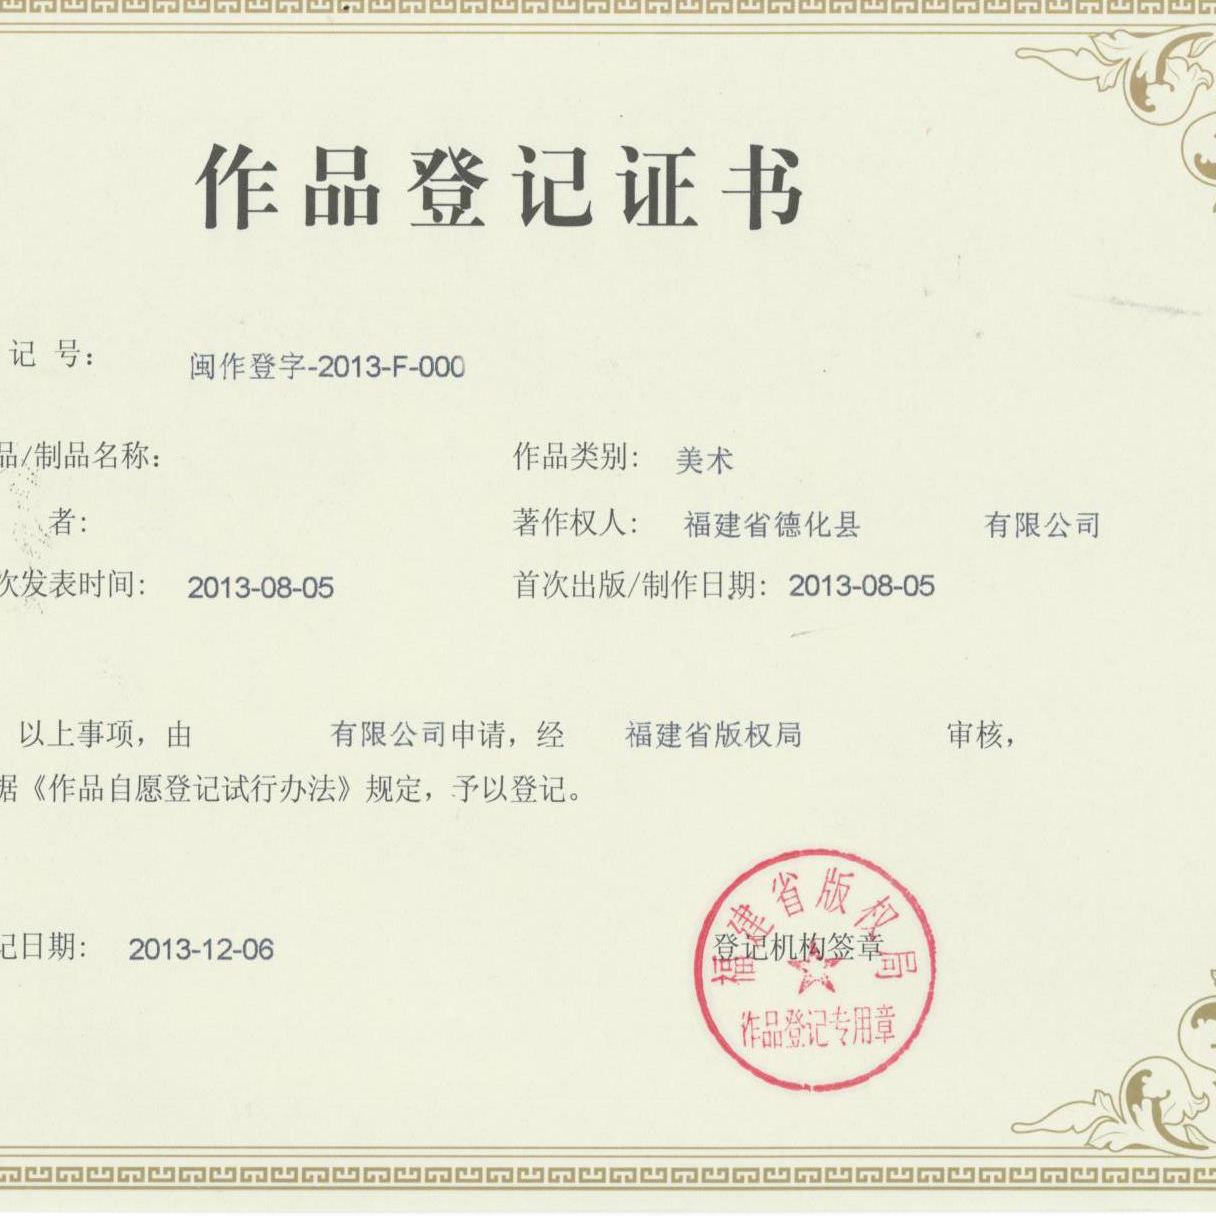 作品登记证书
记 号：
闽作登字-2013-F-000
品/制品名称：
作品类别： 美术
者：
著作权人： 福建省德化县 有限公司
次发表时间： 2013-08-05
首次出版/制作日期： 2013-08-05
以上事项，由 有限公司申请，经 福建省版权局 审核，
据《作品自愿登记试行办法》规定，予以登记。
记日期： 2013-12-06
登记机构签章
福建省版权局
作品登记专用章